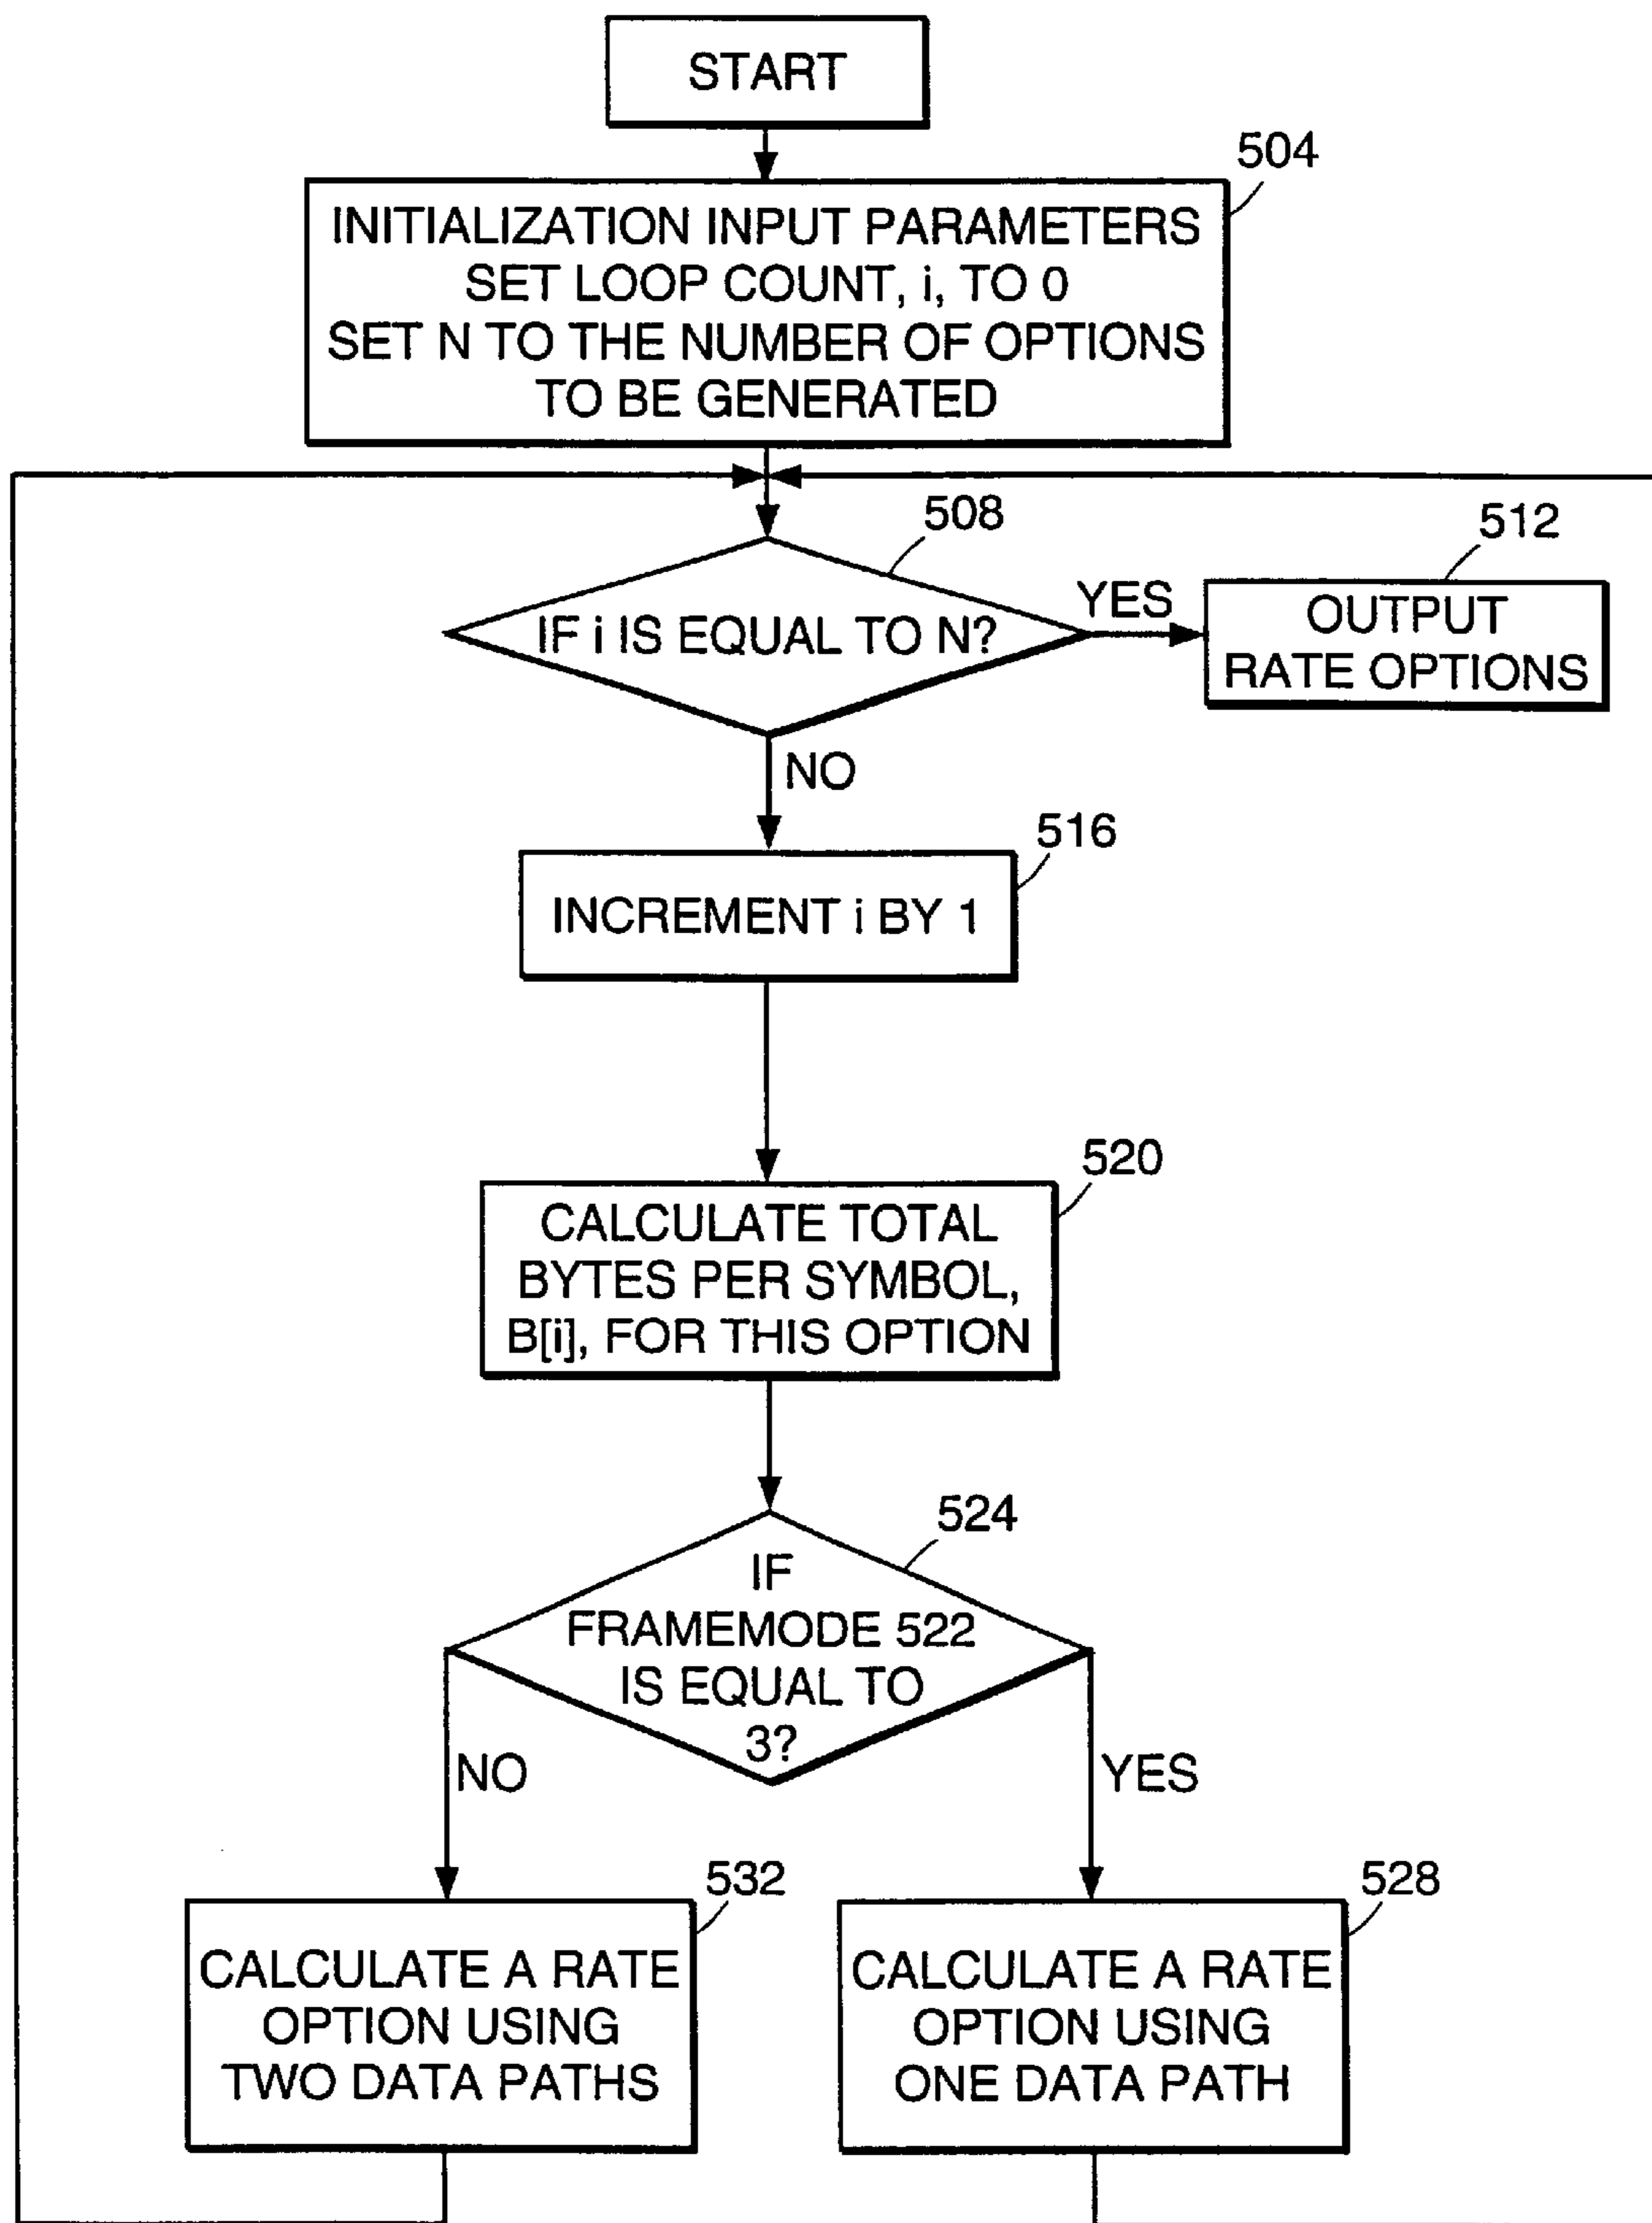 START
504
INITIALIZATION INPUT PARAMETERS
SET LOOP COUNT, i, TO 0
SET N TO THE NUMBER OF OPTIONS
TO BE GENERATED
508
IF i IS EQUAL TO N?
YES
512
OUTPUT
RATE OPTIONS
NO
516
INCREMENT i BY 1
520
CALCULATE TOTAL
BYTES PER SYMBOL,
B[i], FOR THIS OPTION
524
IF
FRAMEMODE 522
IS EQUAL TO
3?
NO
YES
532
CALCULATE A RATE
OPTION USING
TWO DATA PATHS
528
CALCULATE A RATE
OPTION USING
ONE DATA PATH